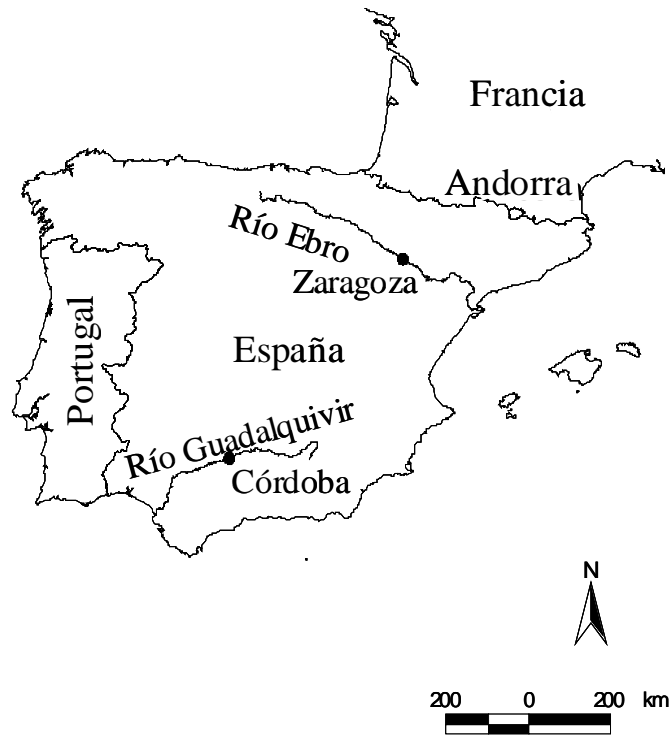 Francia
Andorra
Río Ebro
Zaragoza
España
Portugal
Río Guadalquivir
Córdoba
N
200 0 200 km